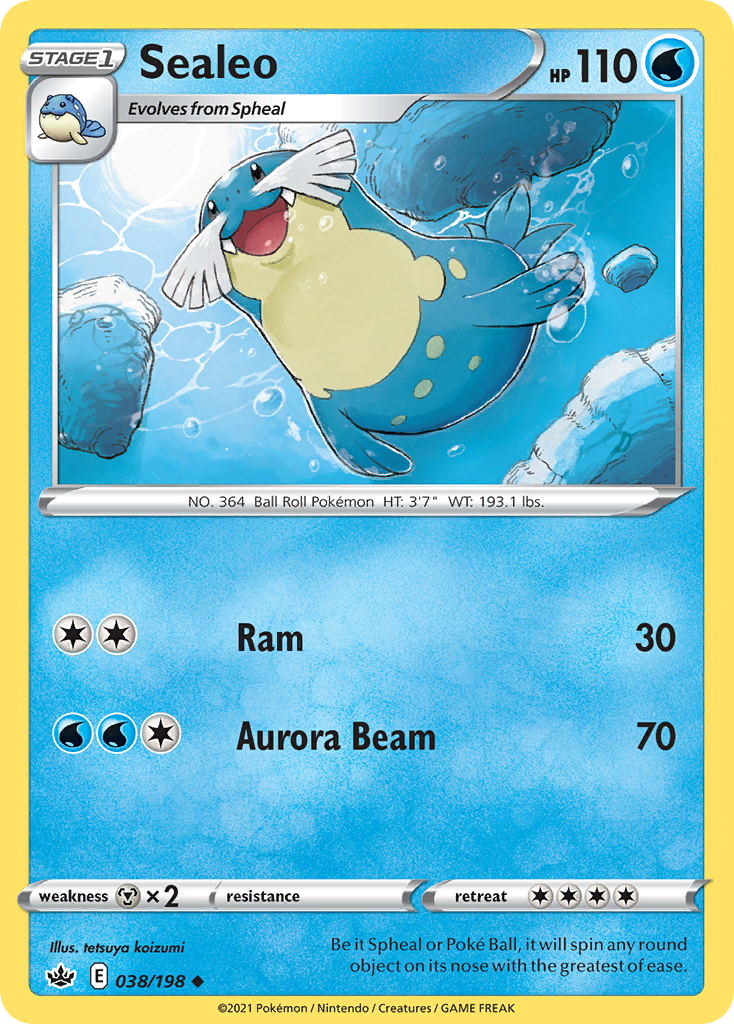 STAGE1
Sealeo
HP 110
Evolves from Spheal
NO. 364 Ball Roll Pokémon HT: 3'7" WT: 193.1 lbs.
Ram 30
Aurora Beam 70
weakness ×2 resistance retreat
Illus. tetsuya koizumi
Be it Spheal or Poké Ball, it will spin any round
object on its nose with the greatest of ease.
E 038/198
©2021 Pokémon / Nintendo / Creatures / GAME FREAK